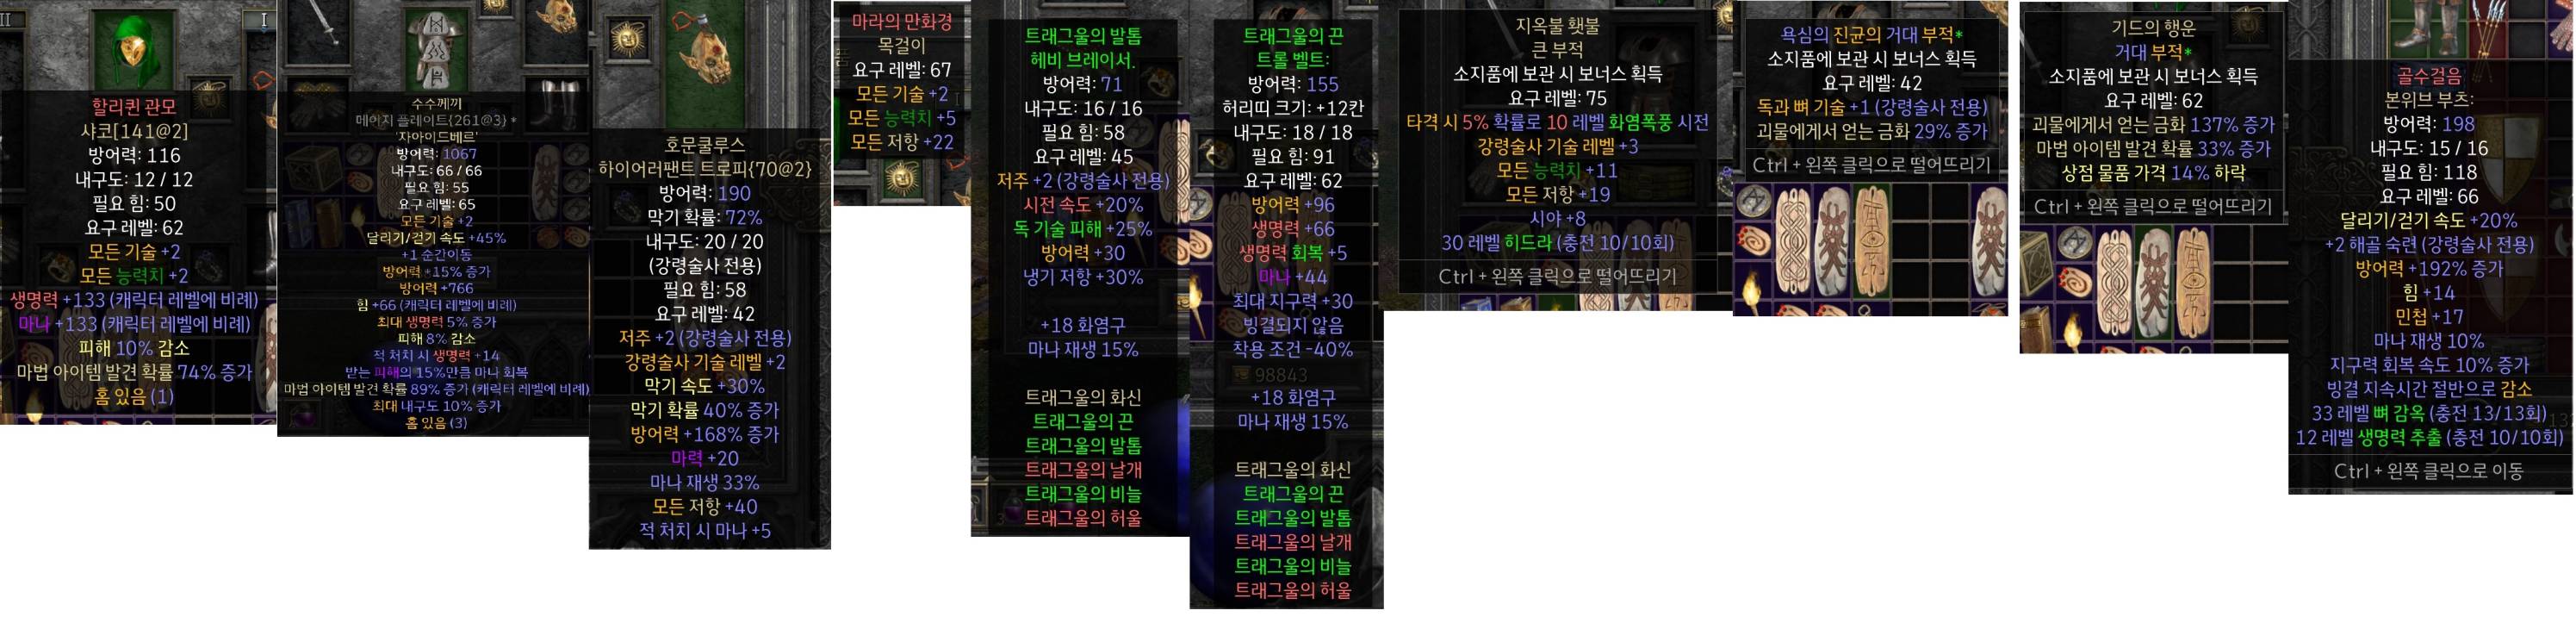 할리퀸 관모
샤코[141@2]
방어력: 116
내구도: 12 / 12
필요 힘: 50
요구 레벨: 62
모든 기술 +2
모든 능력치 +2
생명력 +133 (캐릭터 레벨에 비례)
마나 +133 (캐릭터 레벨에 비례)
피해 10% 감소
마법 아이템 발견 확률 74% 증가
홈 있음 (1)
수수께끼
메이지 플레이트{261@3} *
'자아이드베르'
방어력: 1067
내구도: 66 / 66
필요 힘: 55
요구 레벨: 65
모든 기술 +2
달리기/걷기 속도 +45%
+1 순간이동
방어력 +15% 증가
방어력 +766
힘 +66 (캐릭터 레벨에 비례)
최대 생명력 5% 증가
피해 8% 감소
적 처치 시 생명력 +14
받는 피해의 15%만큼 마나 회복
마법 아이템 발견 확률 89% 증가 (캐릭터 레벨에 비례)
최대 내구도 10% 증가
홈 있음 (3)
호문쿨루스
하이어러팬트 트로피{'70@2}
방어력: 190
막기 확률: 72%
내구도: 20 / 20
(강령술사 전용)
필요 힘: 58
요구 레벨: 42
저주 +2 (강령술사 전용)
강령술사 기술 레벨 +2
막기 속도 +30%
막기 확률 40% 증가
방어력 +168% 증가
마력 +20
마나 재생 33%
모든 저항 +40
적 처치 시 마나 +5
마라의 만화경
목걸이
요구 레벨: 67
모든 기술 +2
모든 능력치 +5
모든 저항 +22
트래그울의 발톱
헤비 브레이서.
방어력: 71
내구도: 16 / 16
필요 힘: 58
요구 레벨: 45
저주 +2 (강령술사 전용)
시전 속도 +20%
독 기술 피해 +25%
방어력 +30
냉기 저항 +30%
+18 화염구
마나 재생 15%
트래그울의 화신
트래그울의 끈
트래그울의 발톱
트래그울의 날개
트래그울의 비늘
트래그울의 허울
트래그울의 끈
트롤 벨트:
방어력: 155
허리띠 크기: +12칸
내구도: 18 / 18
필요 힘: 91
요구 레벨: 62
방어력 +96
생명력 +66
생명력 회복 +5
마나 +44
최대 지구력 +30
빙결되지 않음
착용 조건 -40%
98843
+18 화염구
마나 재생 15%
트래그울의 화신
트래그울의 끈
트래그울의 발톱
트래그울의 날개
트래그울의 비늘
트래그울의 허울
지옥불 횃불
큰 부적
소지품에 보관 시 보너스 획득
요구 레벨: 75
타격 시 5% 확률로 10 레벨 화염폭풍 시전
강령술사 기술 레벨 +3
모든 능력치 +11
모든 저항 +19
시야 +8
30 레벨 히드라 (충전 10/10회)
Ctrl + 왼쪽 클릭으로 떨어뜨리기
욕심의 진균의 거대 부적*
소지품에 보관 시 보너스 획득
요구 레벨: 42
독과 뼈 기술 +1 (강령술사 전용)
괴물에게서 얻는 금화 29% 증가
Ctrl + 왼쪽 클릭으로 떨어뜨리기
기드의 행운
거대 부적*
소지품에 보관 시 보너스 획득
요구 레벨: 62
괴물에게서 얻는 금화 137% 증가
마법 아이템 발견 확률 33% 증가
상점 물품 가격 14% 하락
Ctrl + 왼쪽 클릭으로 떨어뜨리기
골수걸음
본위브 부츠:
방어력: 198
내구도: 15 / 16
필요 힘: 118
요구 레벨: 66
달리기/걷기 속도 +20%
+2 해골 숙련 (강령술사 전용)
방어력 +192% 증가
힘 +14
민첩 +17
마나 재생 10%
지구력 회복 속도 10% 증가
빙결 지속시간 절반으로 감소
33 레벨 뼈 감옥 (충전 13/13회)
12 레벨 생명력 추출 (충전 10/10회)
Ctrl + 왼쪽 클릭으로 이동